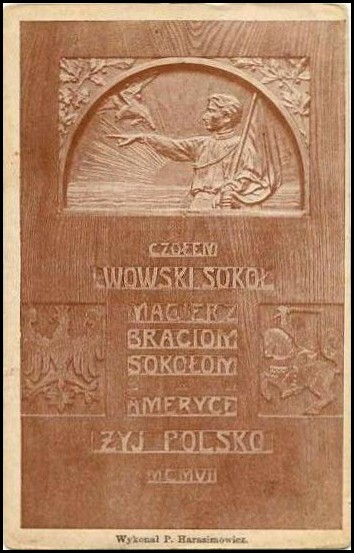 CZOŁEM
LWOWSKI SOKÓŁ
MACIERZ
BRACIOM
SOKOŁOM
W
AMERYCE
ŻYJ POLSKO
MCMVII
Wykonał P. Harasimowicz.